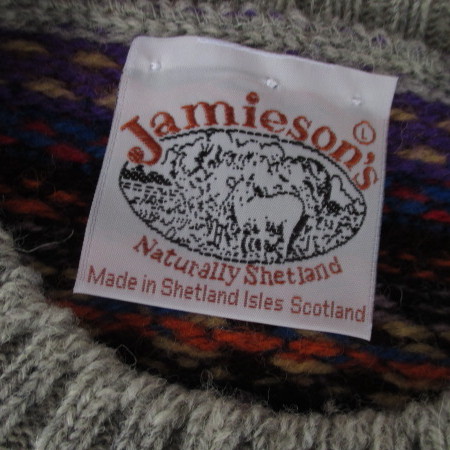 Jamieson's
L
Naturally Shetland
Made in Shetland Isles Scotland